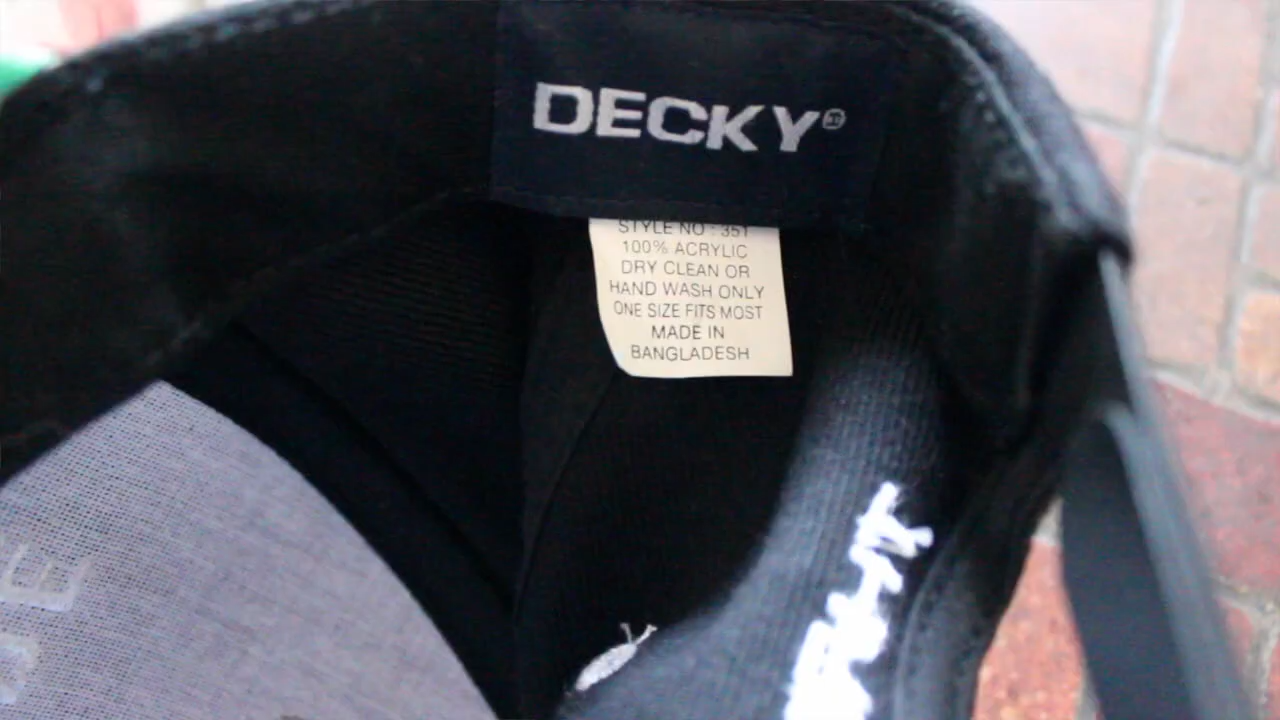 DECKY®
STYLE NO : 351
100% ACRYLIC
DRY CLEAN OR
HAND WASH ONLY
ONE SIZE FITS MOST
MADE IN
BANGLADESH